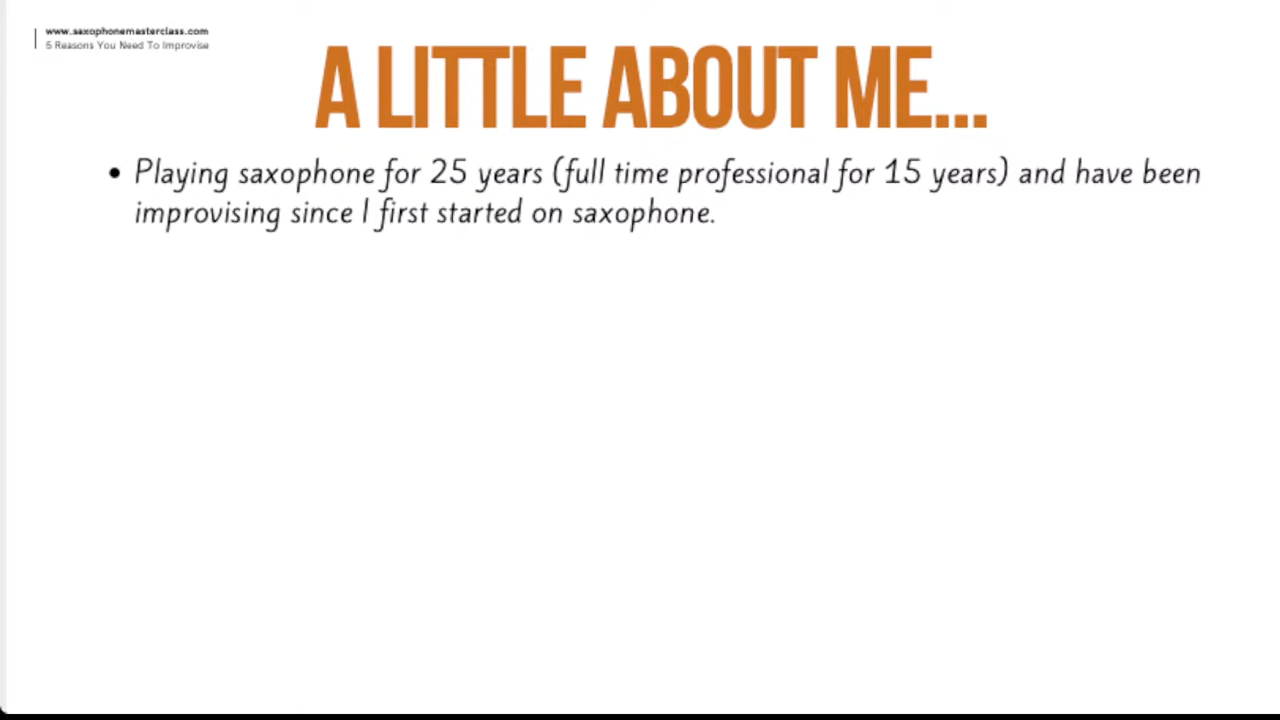 www.saxophonemasterclass.com
5 Reasons You Need To Improvise
A LITTLE ABOUT ME...
• Playing saxophone for 25 years (full time professional for 15 years) and have been
improvising since I first started on saxophone.